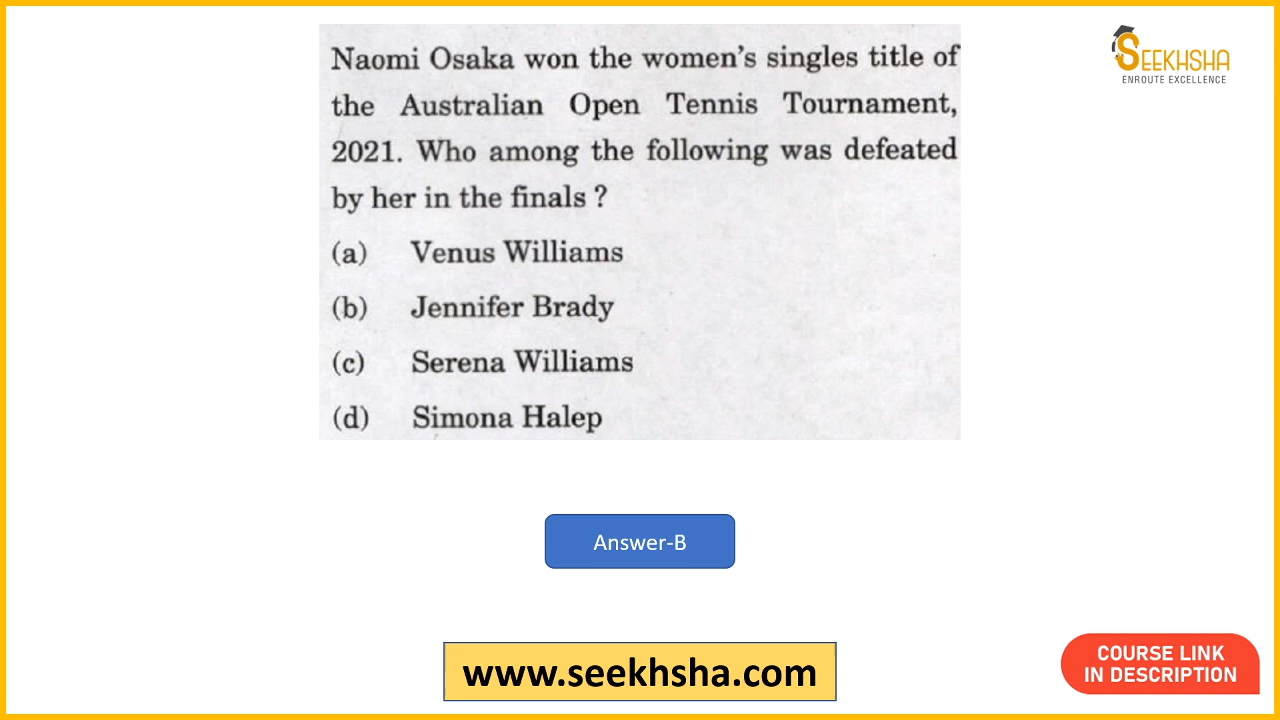 Naomi Osaka won the women's singles title of
the Australian Open Tennis Tournament,
2021. Who among the following was defeated
by her in the finals ?
(a) Venus Williams
(b) Jennifer Brady
(c) Serena Williams
(d) Simona Halep
SEEKHSHA
ENROUTE EXCELLENCE
Answer-B
www.seekhsha.com
COURSE LINK
IN DESCRIPTION